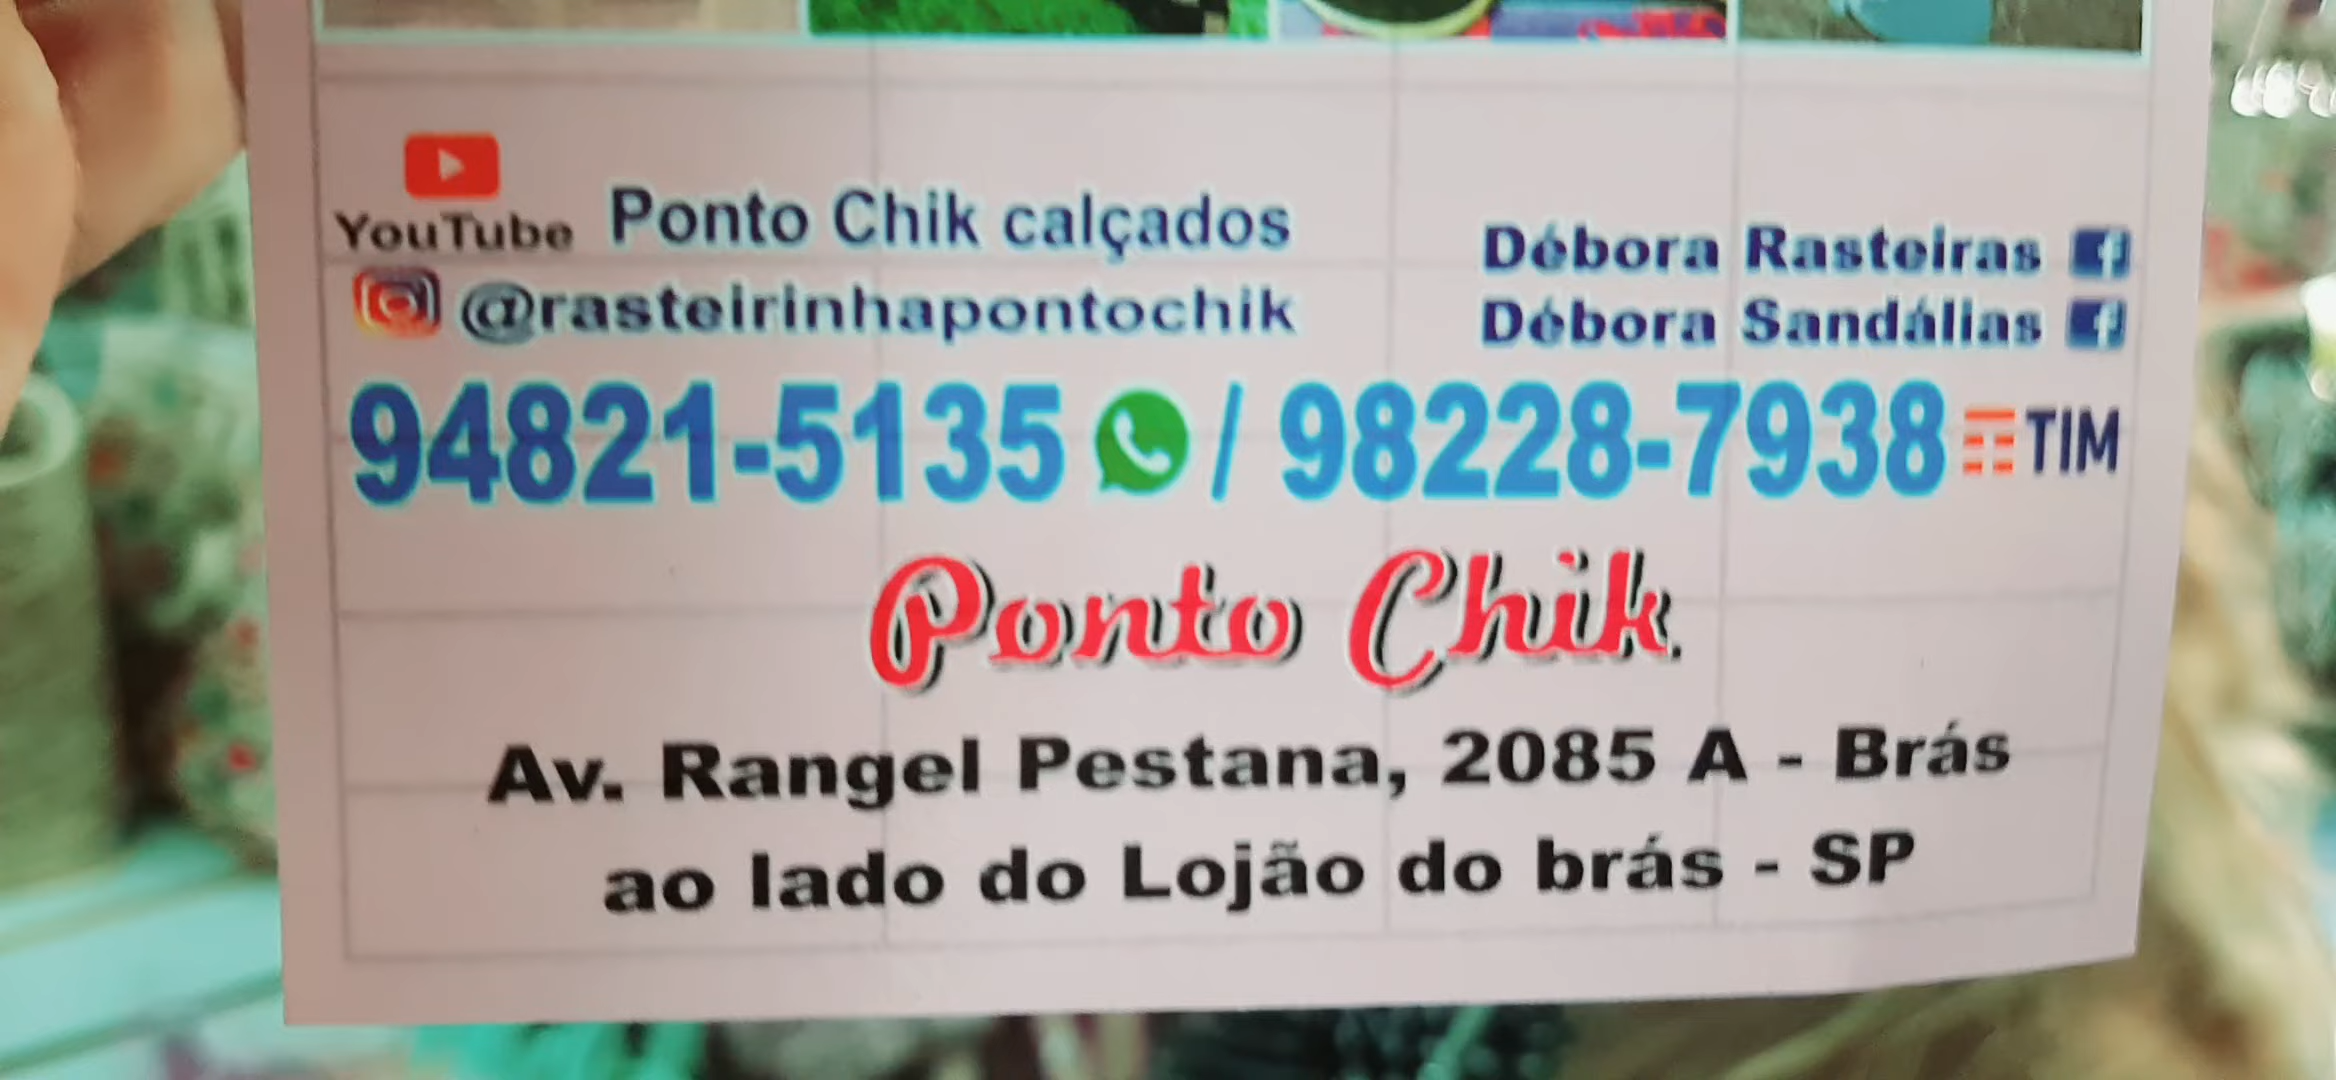 YouTube Ponto Chik calçados
@rasteirinhapontochik
Débora Rasteiras
Débora Sandálias
94821-5135 / 98228-7938 TIM
Ponto Chik.
Av. Rangel Pestana, 2085 A - Brás
ao lado do Lojão do brás - SP